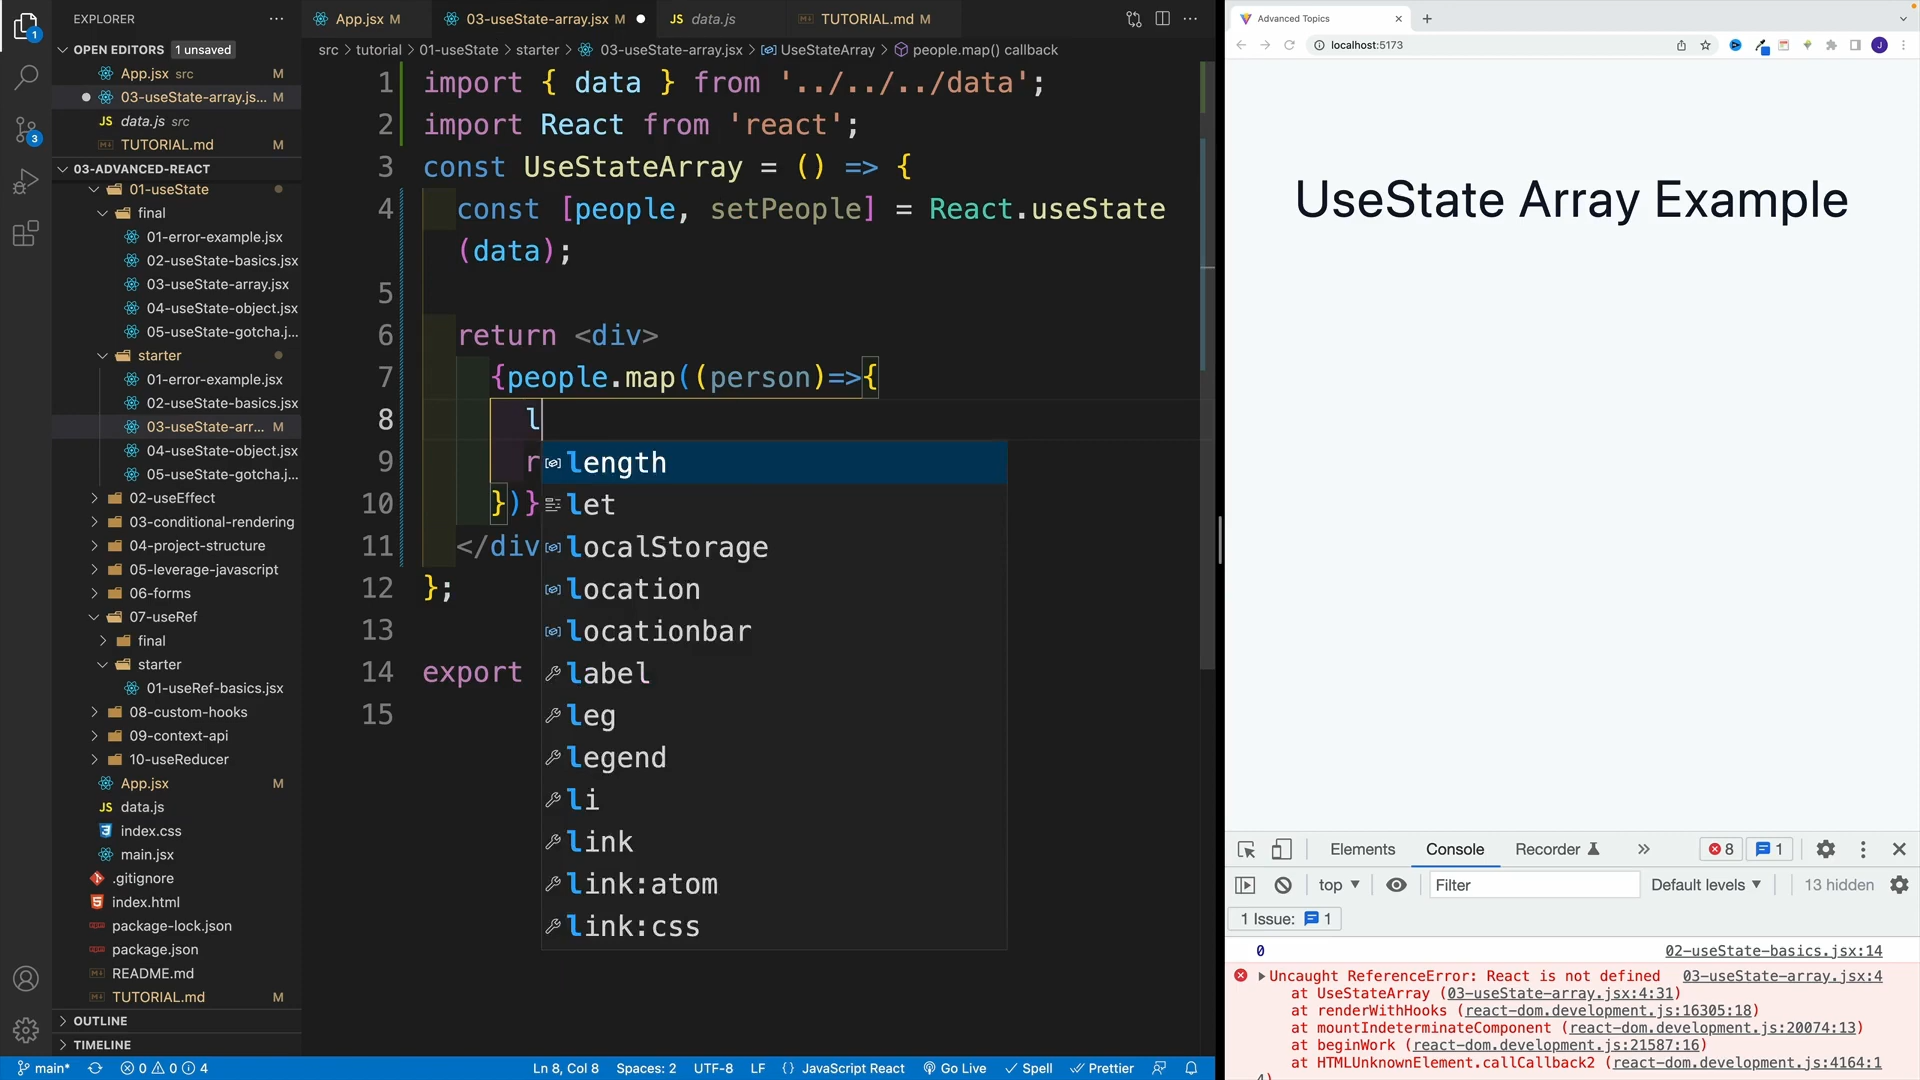 EXPLORER
OPEN EDITORS 1 unsaved
App.jsx src M
03-useState-array.js... M
data.js src
TUTORIAL.md M
03-ADVANCED-REACT
01-useState
final
01-error-example.jsx
02-useState-basics.jsx
03-useState-array.jsx
04-useState-object.jsx
05-useState-gotcha.j...
starter
01-error-example.jsx
02-useState-basics.jsx
03-useState-arr... M
04-useState-object.jsx
05-useState-gotcha.j...
02-useEffect
03-conditional-rendering
04-project-structure
05-leverage-javascript
06-forms
07-useRef
final
starter
01-useRef-basics.jsx
08-custom-hooks
09-context-api
10-useReducer
App.jsx M
data.js
index.css
main.jsx
.gitignore
index.html
package-lock.json
package.json
README.md
TUTORIAL.md M
OUTLINE
TIMELINE
1
3
App.jsx M
03-useState-array.jsx M
JS data.js
TUTORIAL.md M
src > tutorial > 01-useState > starter > 03-useState-array.jsx > UseStateArray > people.map() callback
1 import { data } from '../../../data';
2 import React from 'react';
3 const UseStateArray = () => {
4 const [people, setPeople] = React.useState
(data);
5
6 return <div>
7 {people.map((person)=>{
8 l
9 r
10 })}
11 </div
12 };
13
14 export
15
length
let
localStorage
location
locationbar
label
leg
legend
li
link
link:atom
link:css
main* 0 0 4 Ln 8, Col 8 Spaces: 2 UTF-8 LF {} JavaScript React Go Live Spell Prettier
Advanced Topics
localhost:5173
J
UseState Array Example
Elements Console Recorder 8 1
top Filter Default levels 13 hidden
1 Issue: 1
0 02-useState-basics.jsx:14
Uncaught ReferenceError: React is not defined 03-useState-array.jsx:4
at UseStateArray (03-useState-array.jsx:4:31)
at renderWithHooks (react-dom.development.js:16305:18)
at mountIndeterminateComponent (react-dom.development.js:20074:13)
at beginWork (react-dom.development.js:21587:16)
at HTMLUnknownElement.callCallback2 (react-dom.development.js:4164:1
4)